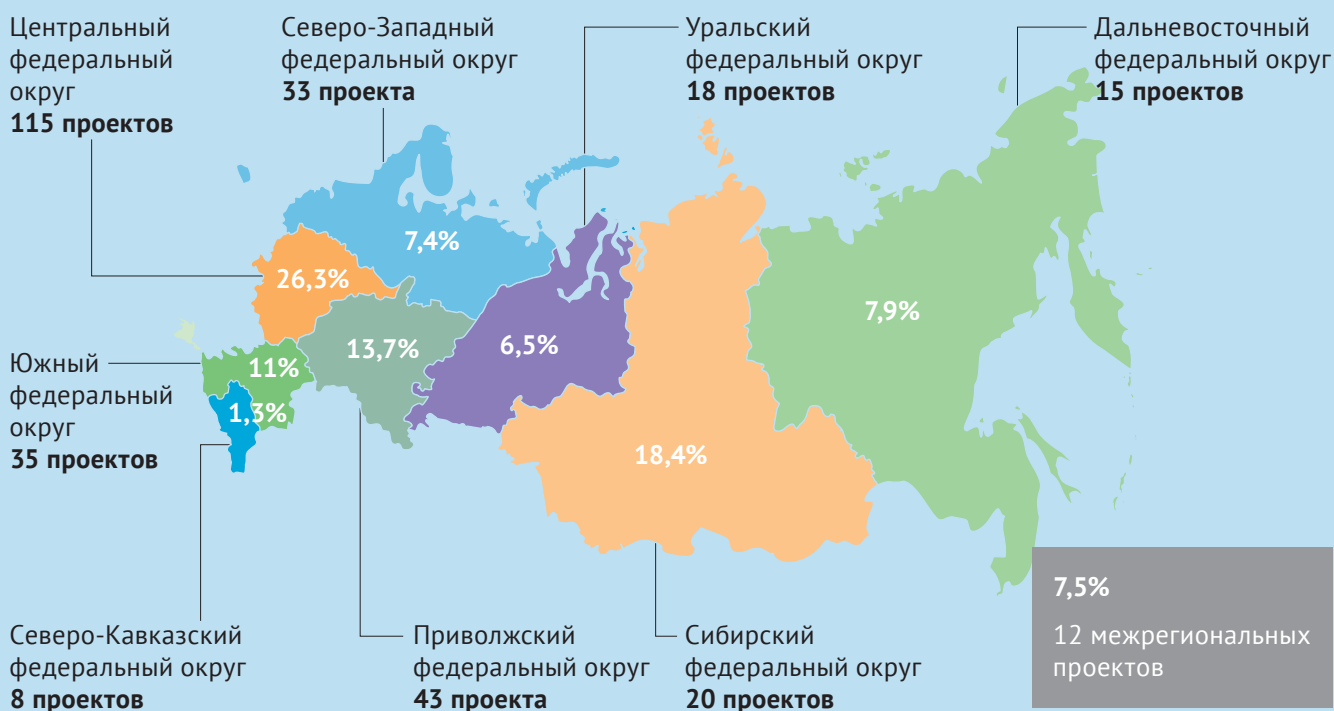 Центральный
федеральный
округ
115 проектов
Северо-Западный
федеральный округ
33 проекта
Уральский
федеральный округ
18 проектов
Дальневосточный
федеральный округ
15 проектов
7,4%
26,3%
7,9%
13,7%
6,5%
11%
1,3%
18,4%
Южный
федеральный
округ
35 проектов
7,5%
12 межрегиональных
проектов
Северо-Кавказский
федеральный округ
8 проектов
Приволжский
федеральный округ
43 проекта
Сибирский
федеральный округ
20 проектов